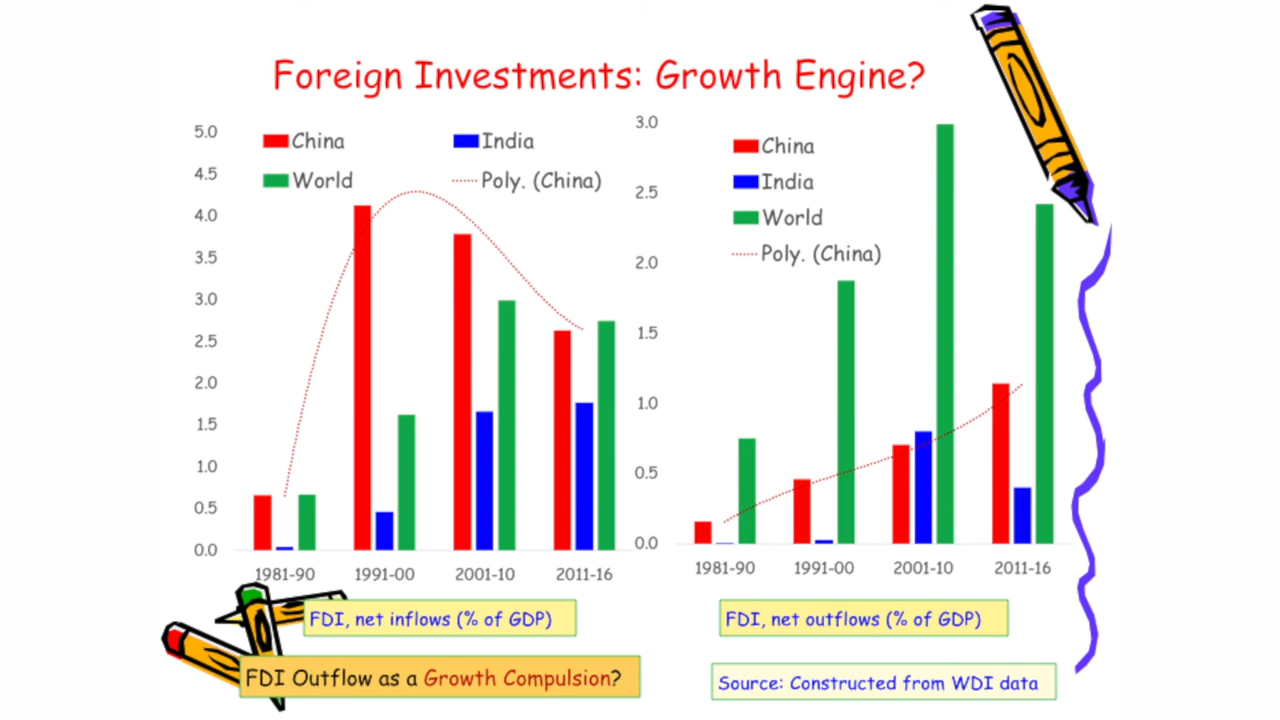 Foreign Investments: Growth Engine?
China
India
World
Poly. (China)
5.0
4.5
4.0
3.5
3.0
2.5
2.0
1.5
1.0
0.5
0.0
1981-90
1991-00
2001-10
2011-16
FDI, net inflows (% of GDP)
FDI Outflow as a Growth Compulsion?
China
India
World
Poly. (China)
3.0
2.5
2.0
1.5
1.0
0.5
0.0
1981-90
1991-00
2001-10
2011-16
FDI, net outflows (% of GDP)
Source: Constructed from WDI data